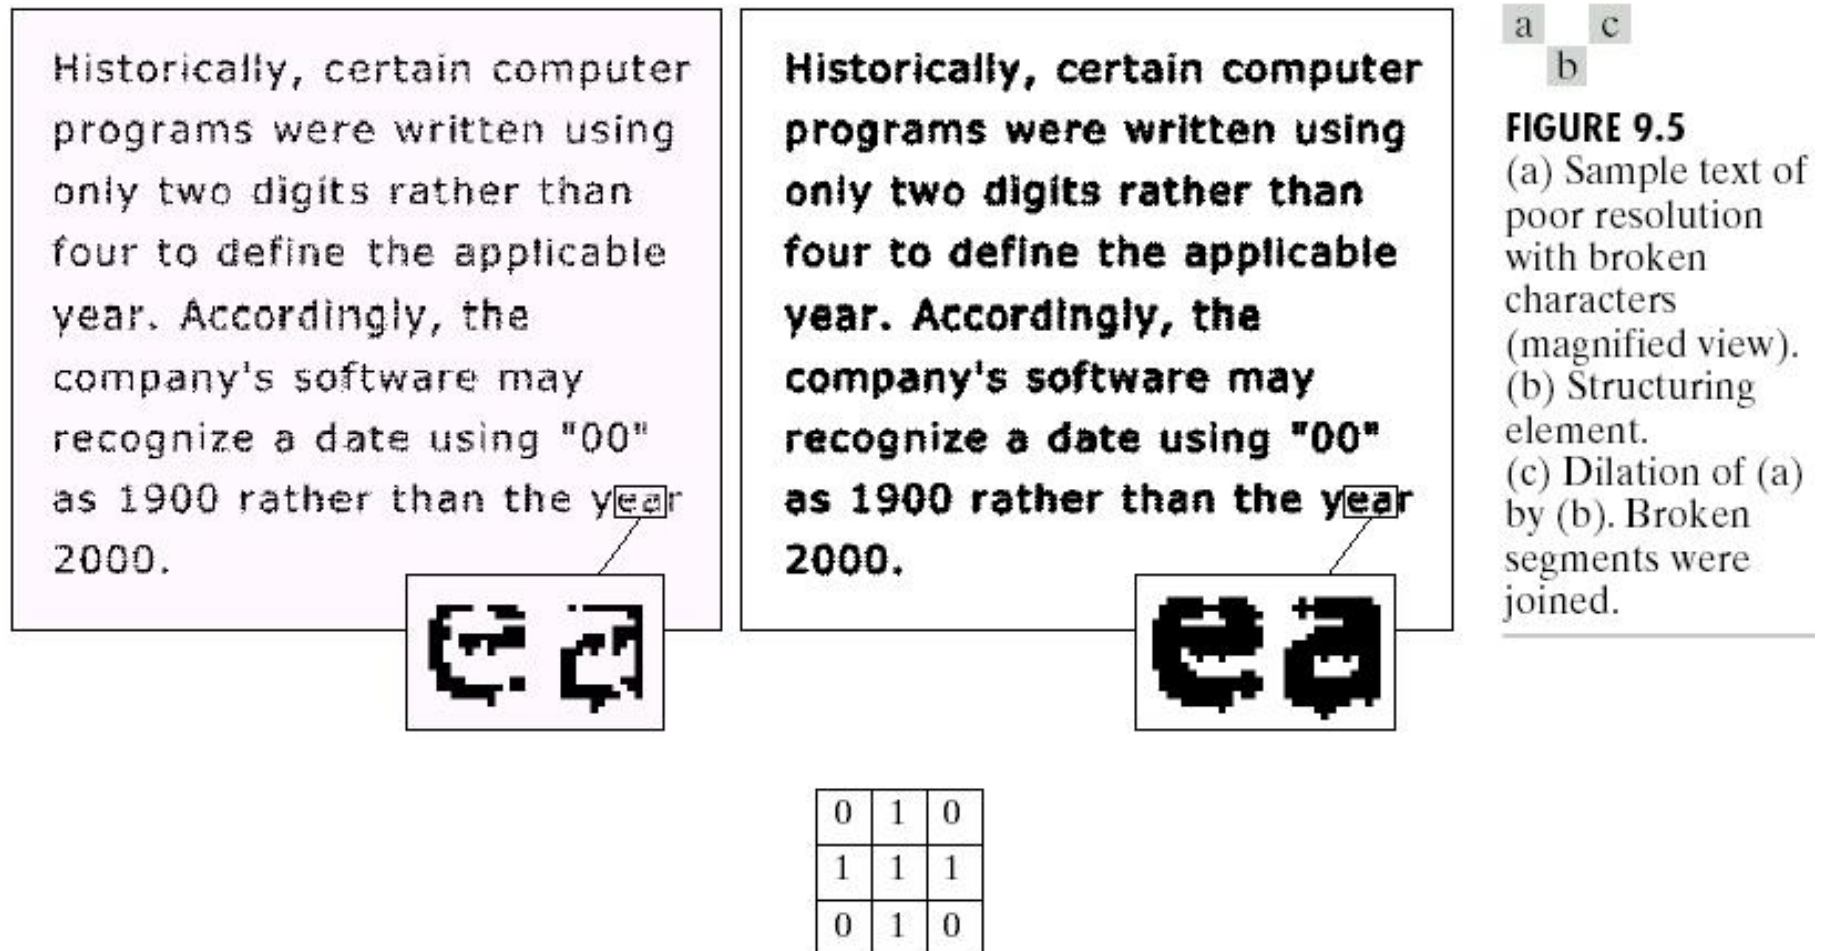 Historically, certain computer
programs were written using
only two digits rather than
four to define the applicable
year. Accordingly, the
company's software may
recognize a date using "00"
as 1900 rather than the year
2000.
ea
Historically, certain computer
programs were written using
only two digits rather than
four to define the applicable
year. Accordingly, the
company's software may
recognize a date using "00"
as 1900 rather than the year
2000.
ea
a c
b
FIGURE 9.5
(a) Sample text of
poor resolution
with broken
characters
(magnified view).
(b) Structuring
element.
(c) Dilation of (a)
by (b). Broken
segments were
joined.
0 1 0
1 1 1
0 1 0